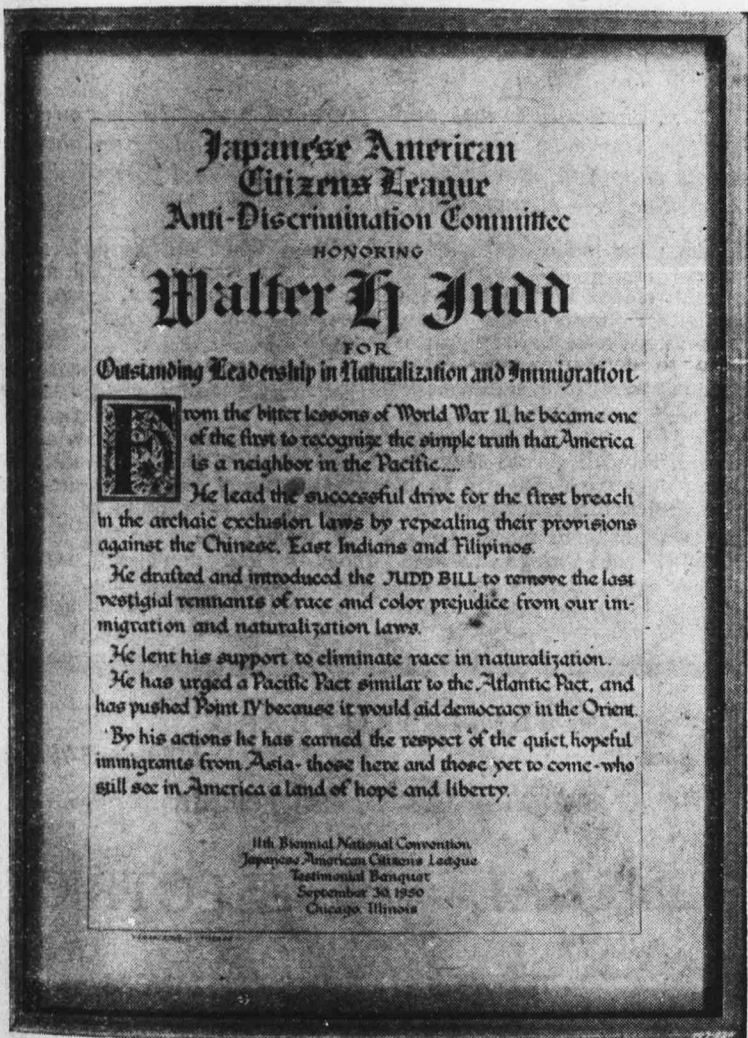 Japanese American
Citizens League
Anti-Discrimination Committee
HONORING
Walter H Judd
FOR
Outstanding Leadership in Naturalization and Immigration
From the bitter lessons of World War II, he became one
of the first to recognize the simple truth that America
is a neighbor in the Pacific....
He lead the successful drive for the first breach
in the archaic exclusion laws by repealing their provisions
against the Chinese, East Indians and Filipinos.
He drafted and introduced the JUDD BILL to remove the last
vestigial remnants of race and color prejudice from our im-
migration and naturalization laws.
He lent his support to eliminate race in naturalization.
He has urged a Pacific Pact similar to the Atlantic Pact, and
has pushed Point IV because it would aid democracy in the Orient.
By his actions he has earned the respect of the quiet, hopeful
immigrants from Asia - those here and those yet to come - who
still see in America a land of hope and liberty.
11th Biennial National Convention
Japanese American Citizens League
Testimonial Banquet
September 30, 1950
Chicago, Illinois